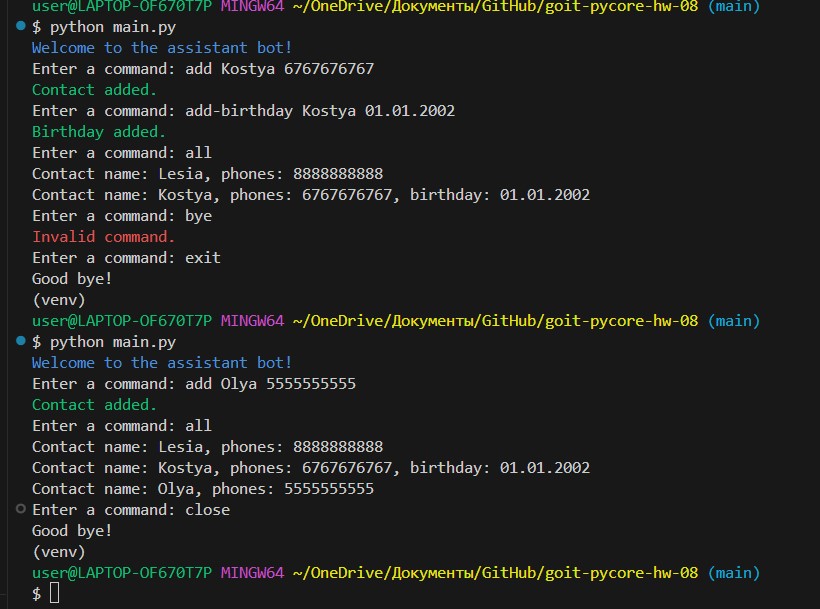 user@LAPTOP-OF670T7P MINGW64 ~/OneDrive/Документы/GitHub/goit-pycore-hw-08 (main)
$ python main.py
Welcome to the assistant bot!
Enter a command: add Kostya 6767676767
Contact added.
Enter a command: add-birthday Kostya 01.01.2002
Birthday added.
Enter a command: all
Contact name: Lesia, phones: 8888888888
Contact name: Kostya, phones: 6767676767, birthday: 01.01.2002
Enter a command: bye
Invalid command.
Enter a command: exit
Good bye!
(venv)
user@LAPTOP-OF670T7P MINGW64 ~/OneDrive/Документы/GitHub/goit-pycore-hw-08 (main)
$ python main.py
Welcome to the assistant bot!
Enter a command: add Olya 5555555555
Contact added.
Enter a command: all
Contact name: Lesia, phones: 8888888888
Contact name: Kostya, phones: 6767676767, birthday: 01.01.2002
Contact name: Olya, phones: 5555555555
Enter a command: close
Good bye!
(venv)
user@LAPTOP-OF670T7P MINGW64 ~/OneDrive/Документы/GitHub/goit-pycore-hw-08 (main)
$